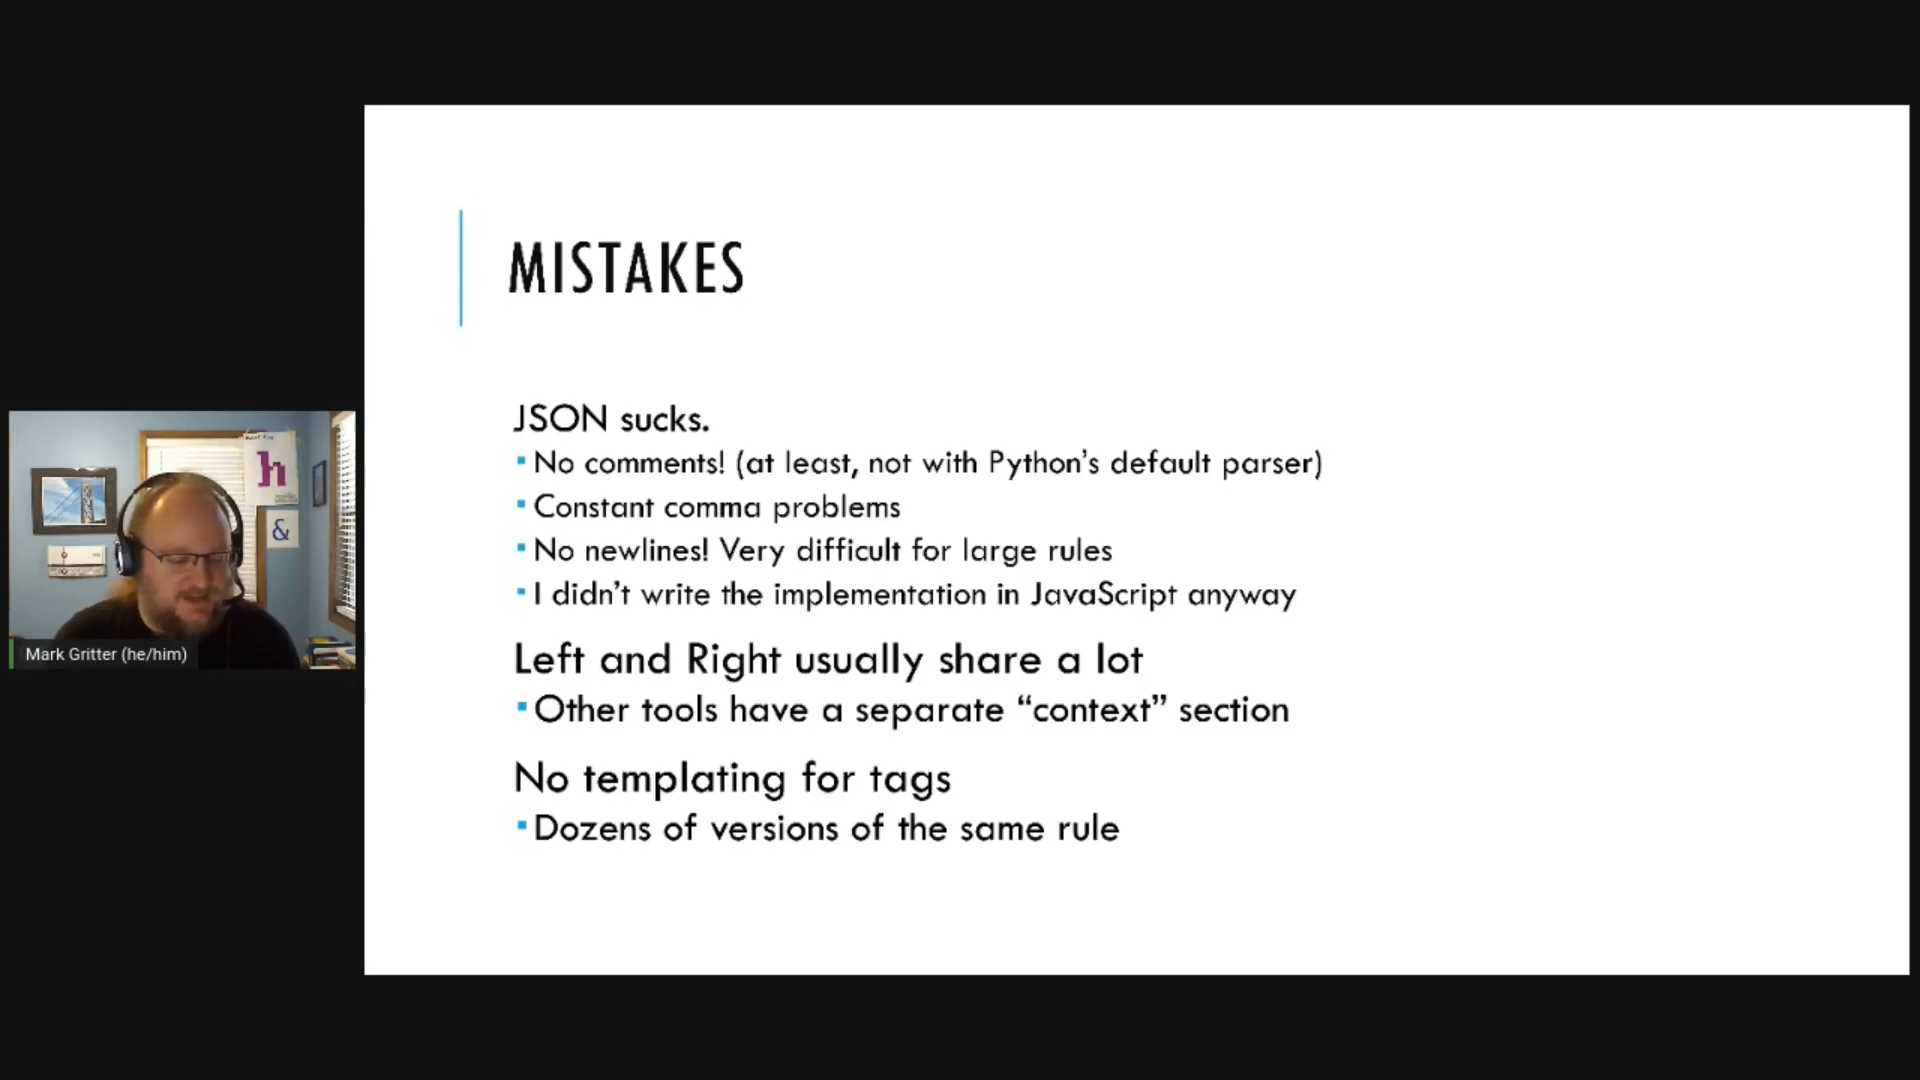 MISTAKES
JSON sucks.
No comments! (at least, not with Python's default parser)
Constant comma problems
No newlines! Very difficult for large rules
I didn't write the implementation in JavaScript anyway
Left and Right usually share a lot
Other tools have a separate “context” section
No templating for tags
Dozens of versions of the same rule
h
&
Mark Gritter (he/him)